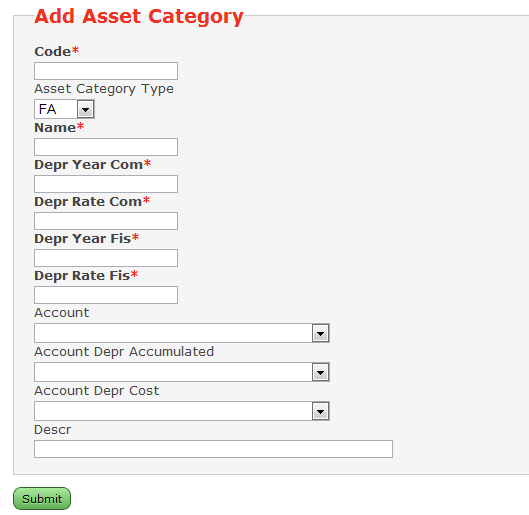 Add Asset Category
Code*
Asset Category Type
FA
Name*
Depr Year Com*
Depr Rate Com*
Depr Year Fis*
Depr Rate Fis*
Account
Account Depr Accumulated
Account Depr Cost
Descr
Submit